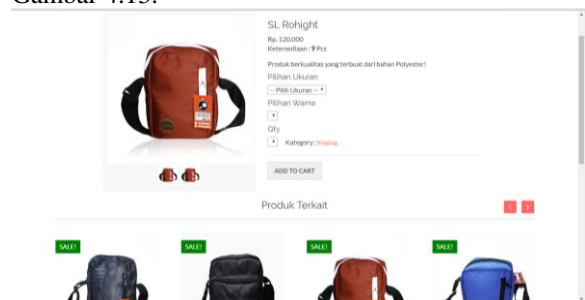 Gambar 4.15.
SL Rohight
Rp. 120,000
Ketersediaan : 9 Pcs
Produk berkualitas yang terbuat dari bahan Polyester!
Pilihan Ukuran
-- Pilih Ukuran --
Pilihan Warna
Qty
Kategory: Slingbag
ADD TO CART
Produk Terkait
SALE! SALE! SALE! SALE!